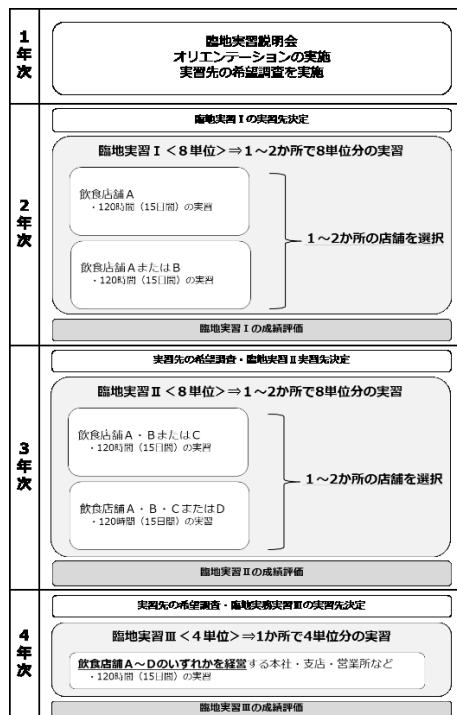 1年次
臨地実習説明会
オリエンテーションの実施
実習先の希望調査を実施
2年次
臨地実習Ⅰの実習先決定
臨地実習Ⅰ<8単位>⇒1～2か所で8単位分の実習
飲食店舗A
・120時間(15日間)の実習
飲食店舗AまたはB
・120時間(15日間)の実習
1～2か所の店舗を選択
臨地実習Ⅰの成績評価
3年次
実習先の希望調査・臨地実習Ⅱ実習先決定
臨地実習Ⅱ<8単位>⇒1～2か所で8単位分の実習
飲食店舗A・BまたはC
・120時間(15日間)の実習
飲食店舗A・B・CまたはD
・120時間(15日間)の実習
1～2か所の店舗を選択
臨地実習Ⅱの成績評価
4年次
実習先の希望調査・臨地実務実習Ⅲの実習先決定
臨地実習Ⅲ<4単位>⇒1か所で4単位分の実習
飲食店舗A～Dのいずれかを経営する本社・支店・営業所など
・120時間(15日間)の実習
臨地実習Ⅲの成績評価